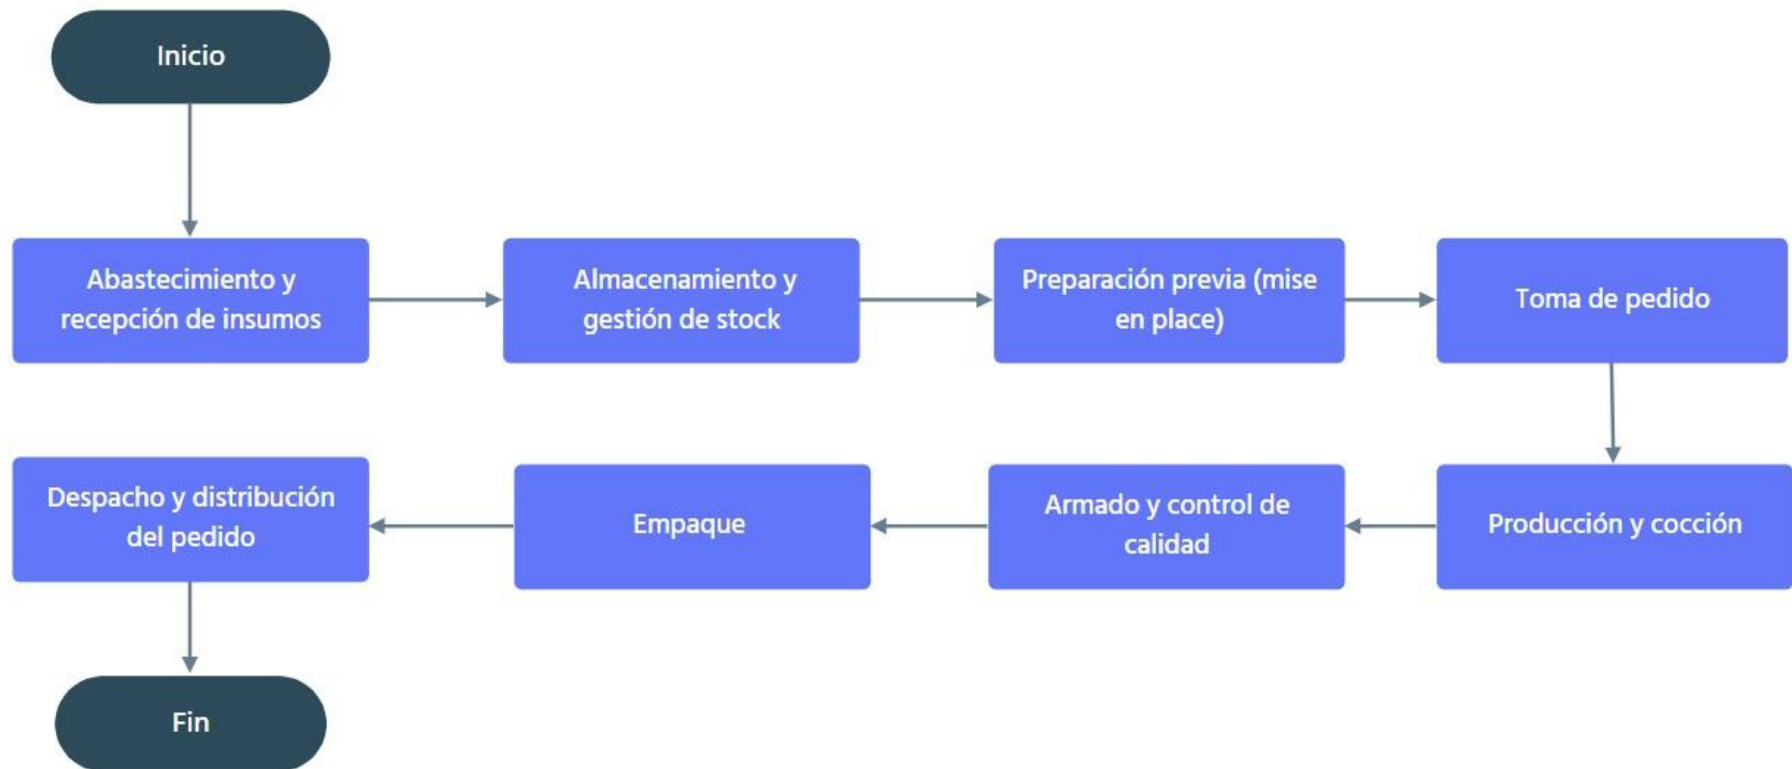 Inicio
Abastecimiento y
recepción de insumos
Almacenamiento y
gestión de stock
Preparación previa (mise
en place)
Toma de pedido
Producción y cocción
Armado y control de
calidad
Empaque
Despacho y distribución
del pedido
Fin